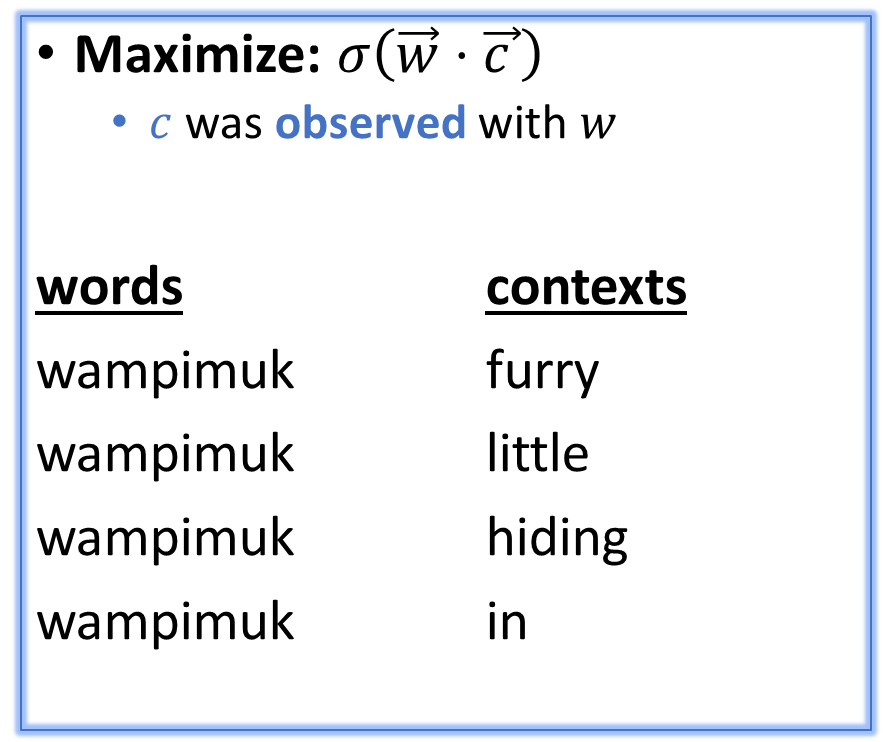 • Maximize: σ(w⃗ · c⃗)
• c was observed with w
words contexts
wampimuk furry
wampimuk little
wampimuk hiding
wampimuk in